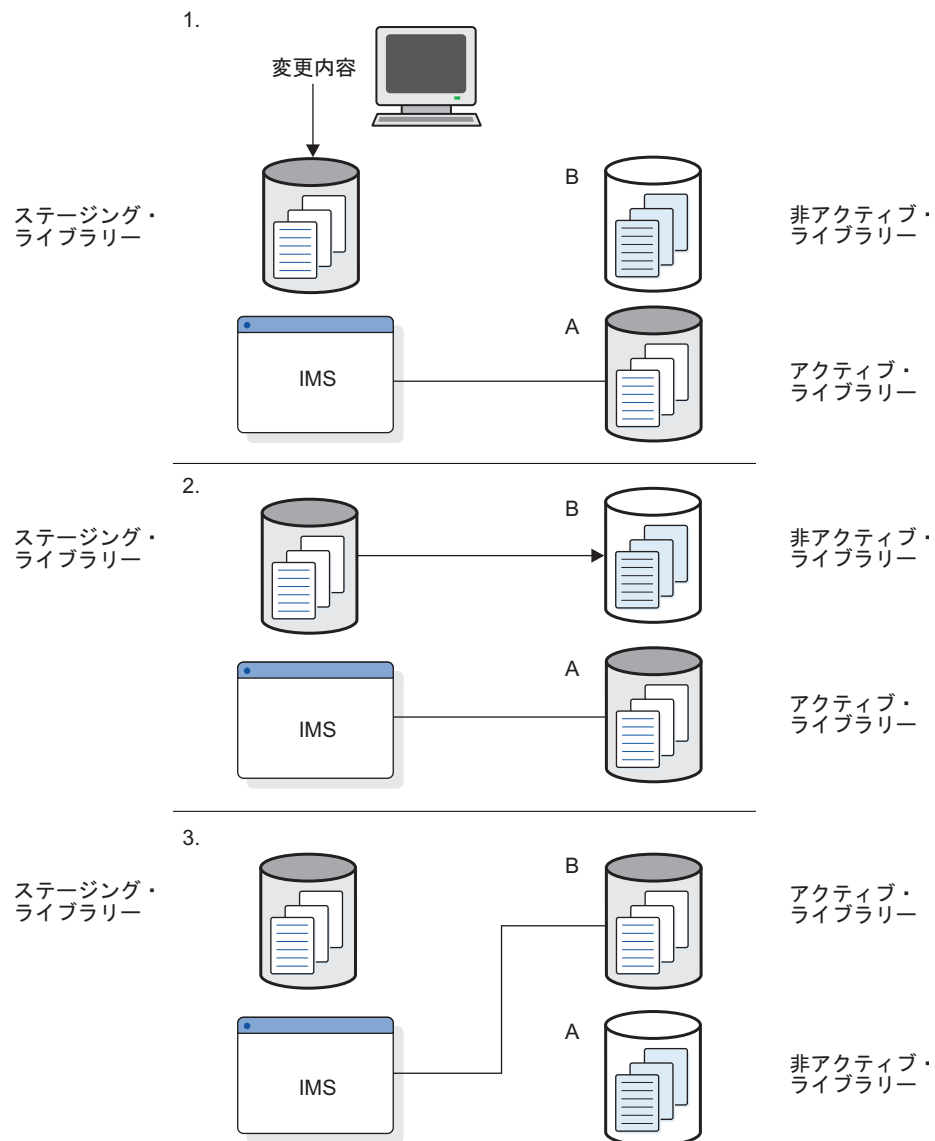 1.
変更内容
ステージング・
ライブラリー
B
非アクティブ・
ライブラリー
IMS
A
アクティブ・
ライブラリー
2.
ステージング・
ライブラリー
B
非アクティブ・
ライブラリー
IMS
A
アクティブ・
ライブラリー
3.
ステージング・
ライブラリー
B
アクティブ・
ライブラリー
IMS
A
非アクティブ・
ライブラリー